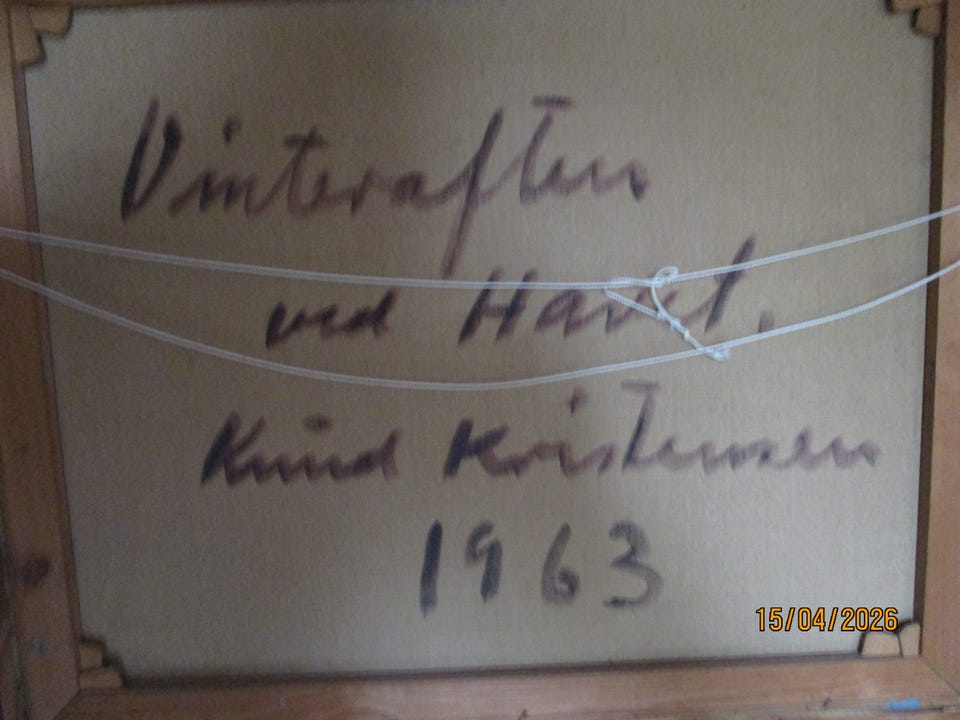 Vinteraften
ved Havet.
Knud Kristensen
1963
15/04/2026